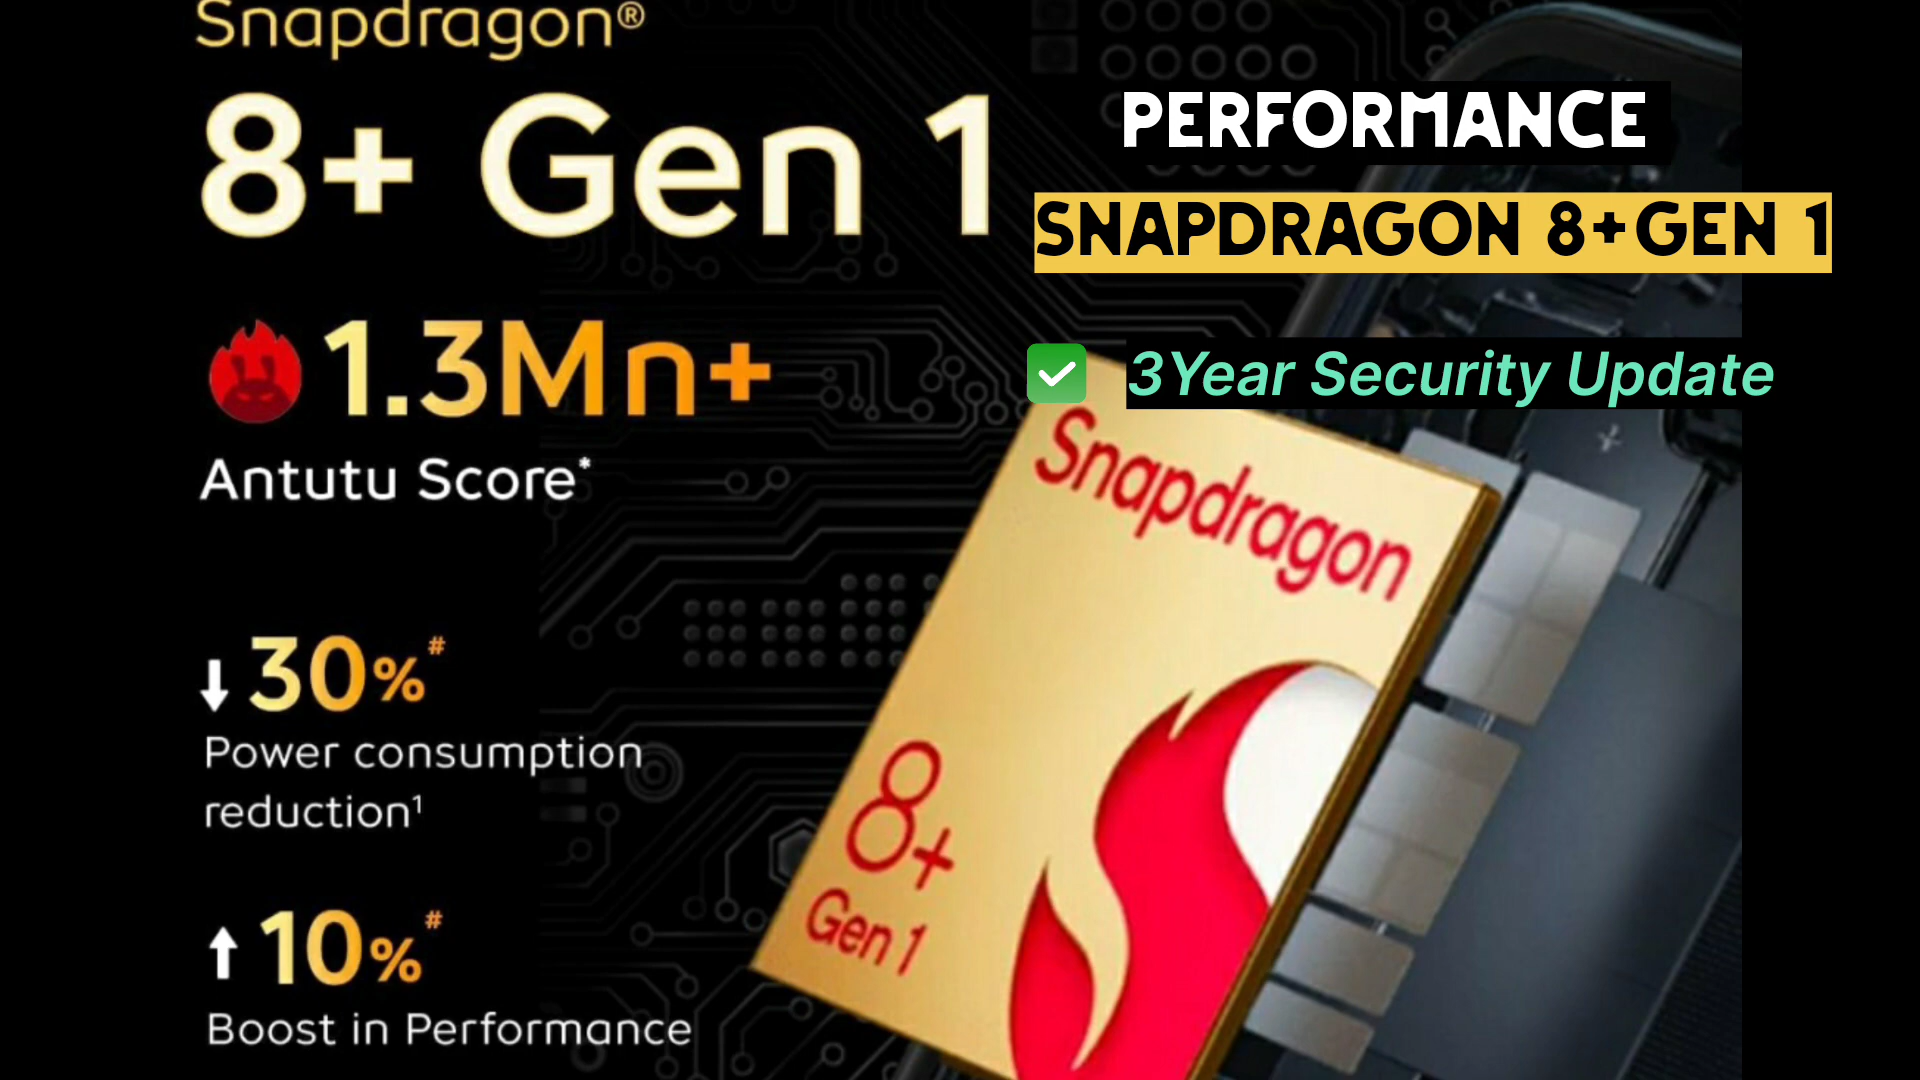 Snapdragon®
8+ Gen 1
1.3Mn+
Antutu Score*
↓ 30%#
Power consumption
reduction¹
↑ 10%#
Boost in Performance
PERFORMANCE
SNAPDRAGON 8+GEN 1
✅ 3Year Security Update
Snapdragon
8+
Gen 1